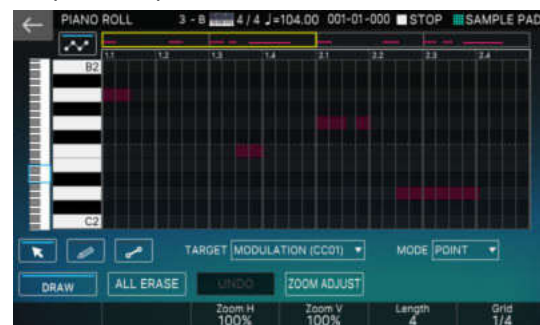 PIANO ROLL 3 - B 4 / 4 ♩=104.00 001-01-000 STOP SAMPLE PAD
1.1 1.2 1.3 1.4 2.1 2.2 2.3 2.4
B2
C2
TARGET MODULATION (CC01) ▼ MODE POINT ▼
DRAW ALL ERASE UNDO ZOOM ADJUST
Zoom H Zoom V Length Grid
100% 100% 4 1/4